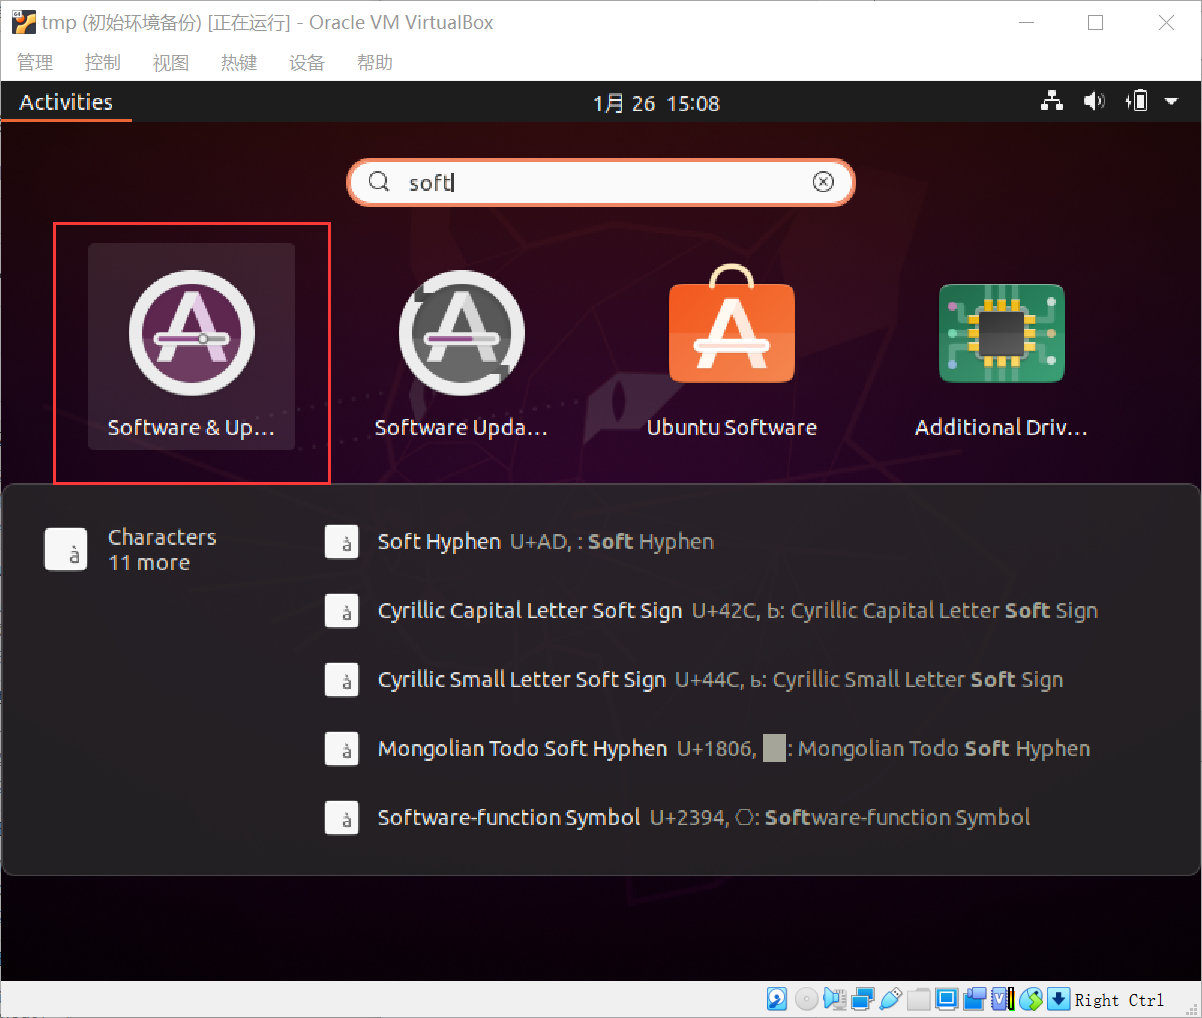 tmp (初始环境备份) [正在运行] - Oracle VM VirtualBox
管理 控制 视图 热键 设备 帮助
Activities 1月 26 15:08
soft
Software & Up... Software Upda... Ubuntu Software Additional Driv...
Characters
11 more
Soft Hyphen U+AD, : Soft Hyphen
Cyrillic Capital Letter Soft Sign U+42C, Ь: Cyrillic Capital Letter Soft Sign
Cyrillic Small Letter Soft Sign U+44C, ь: Cyrillic Small Letter Soft Sign
Mongolian Todo Soft Hyphen U+1806, : Mongolian Todo Soft Hyphen
Software-function Symbol U+2394, ⎔: Software-function Symbol
Right Ctrl